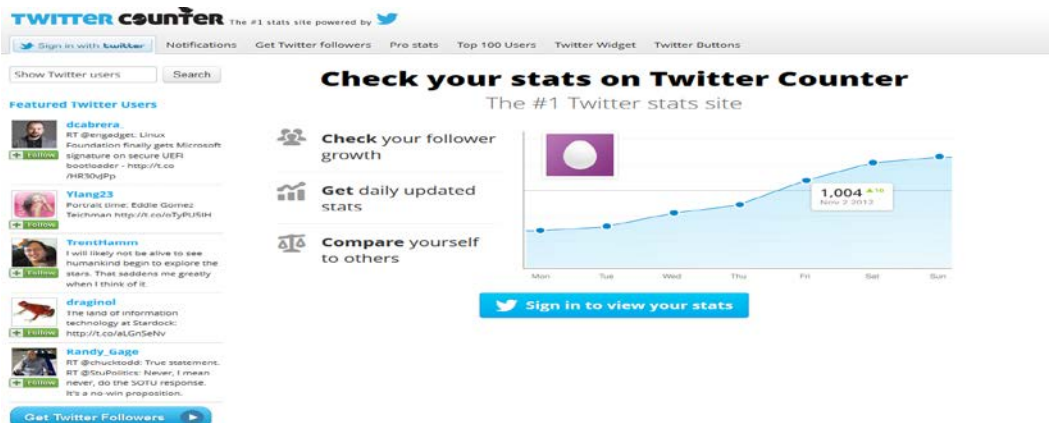 TWITTER COUNTER The #1 stats site powered by
Sign in with twitter Notifications Get Twitter followers Pro stats Top 100 Users Twitter Widget Twitter Buttons
Show Twitter users Search
Featured Twitter Users
dcabrera_
RT @engadget: Linux
Foundation finally gets Microsoft
signature on secure UEFI
bootloader - http://t.co
/HR30vJPp
Follow
Ylang23
Portrait time: Eddie Gomez
Teichman
Follow
TrentHamm
I will likely not be alive to see
humankind begin to explore the
stars. That saddens me greatly
when I think of it.
Follow
draginol
The land of information
technology at Stardock:
http://t.co/aLGnSeNv
Follow
Randy_Gage
RT @chucktodd: True statement.
RT @StuPolitics: Never, I mean
never, do the SOTU response.
It's a no-win proposition.
Follow
Get Twitter Followers
Check your stats on Twitter Counter
The #1 Twitter stats site
Check your follower
growth
Get daily updated
stats
Compare yourself
to others
1,004 16
Nov 2 2012
Mon Tue Wed Thu Fri Sat Sun
Sign in to view your stats